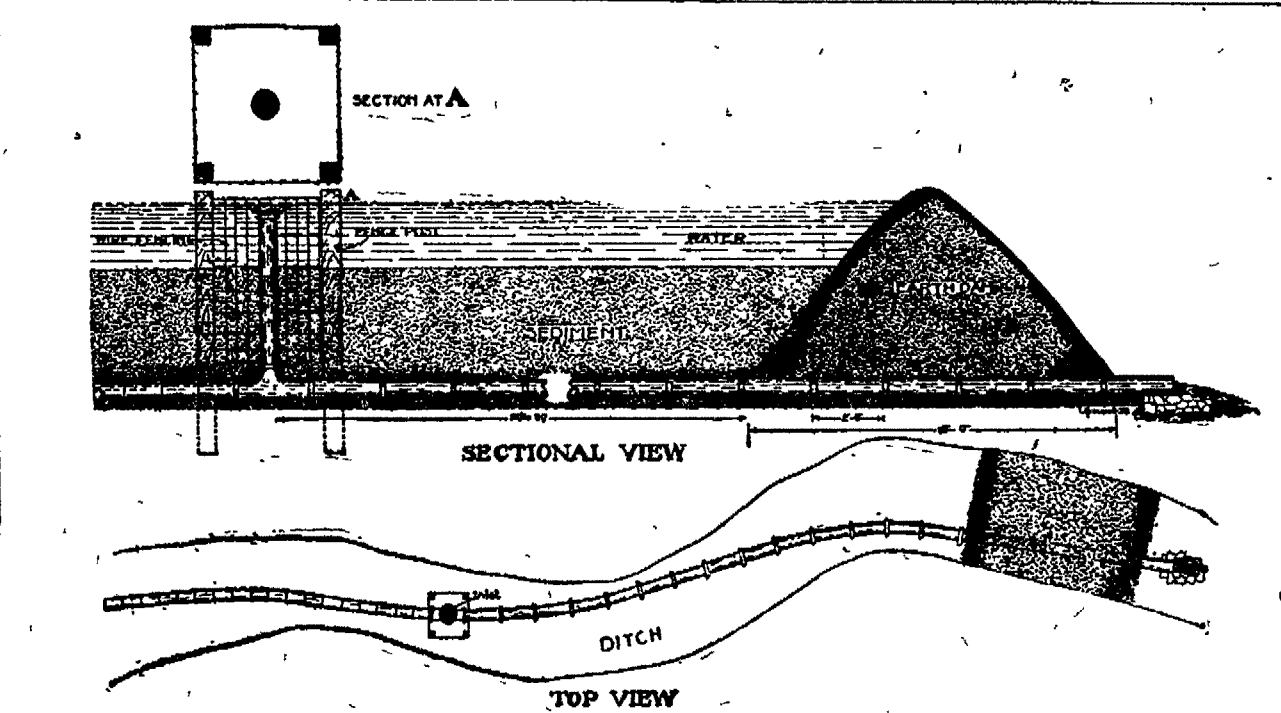 SECTION AT A
A
WIRE FENCING
FENCE POST
WATER
EARTH DAM
SEDIMENT
SECTIONAL VIEW
Inlet
DITCH
TOP VIEW